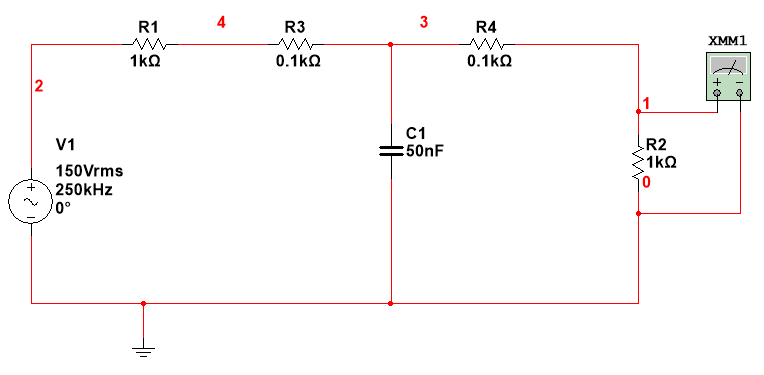 R1
1kΩ
4
R3
0.1kΩ
3
R4
0.1kΩ
XMM1
2
V1
150Vrms
250kHz
0°
C1
50nF
1
R2
1kΩ
0